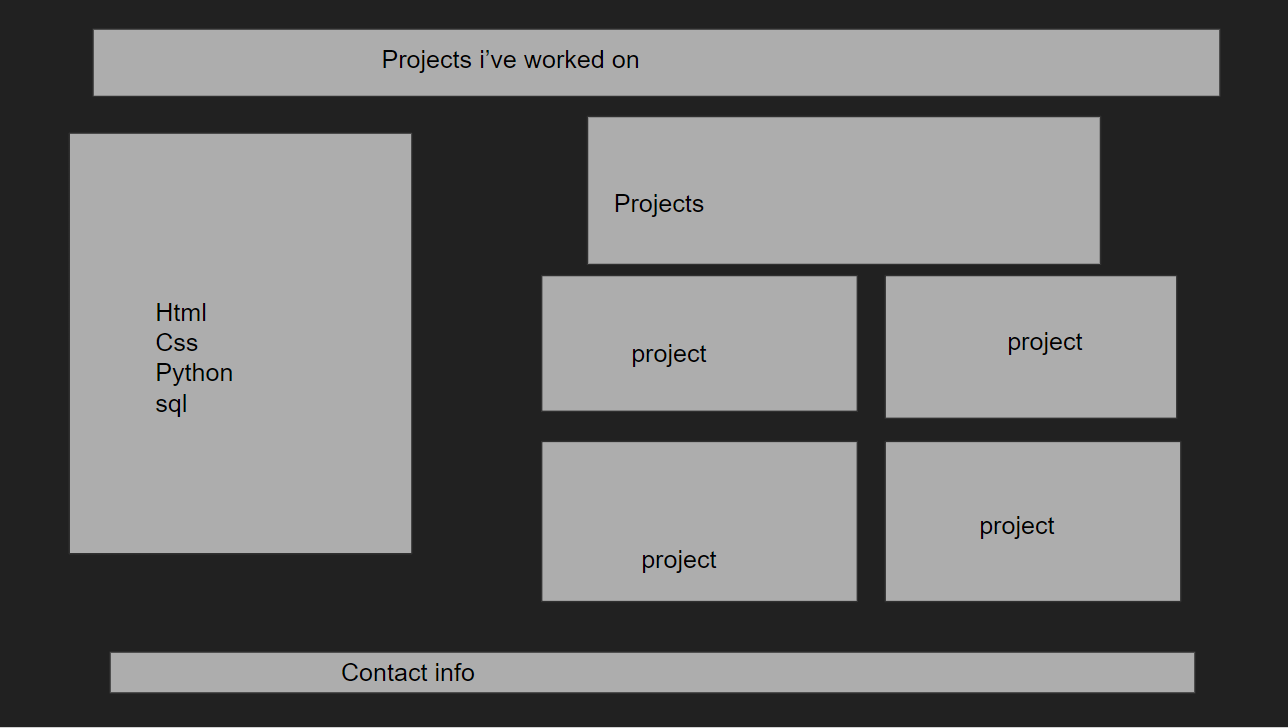 Projects i’ve worked on
Html
Css
Python
sql
Projects
project
project
project
project
Contact info